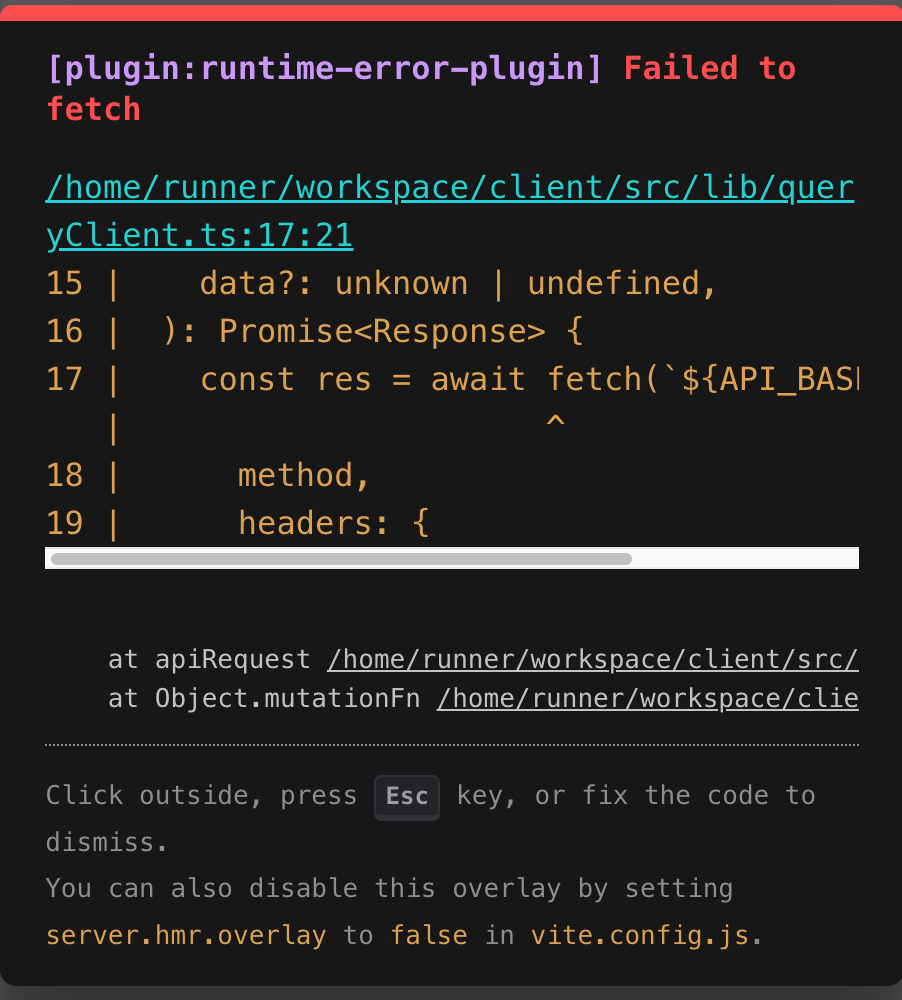 [plugin:runtime-error-plugin] Failed to
fetch
/home/runner/workspace/client/src/lib/quer
yClient.ts:17:21
15 |    data?: unknown | undefined,
16 |  ): Promise<Response> {
17 |    const res = await fetch(`${API_BAS
   |                      ^
18 |      method,
19 |      headers: {
at apiRequest /home/runner/workspace/client/src/
at Object.mutationFn /home/runner/workspace/clie
Click outside, press Esc key, or fix the code to
dismiss.
You can also disable this overlay by setting
server.hmr.overlay to false in vite.config.js.